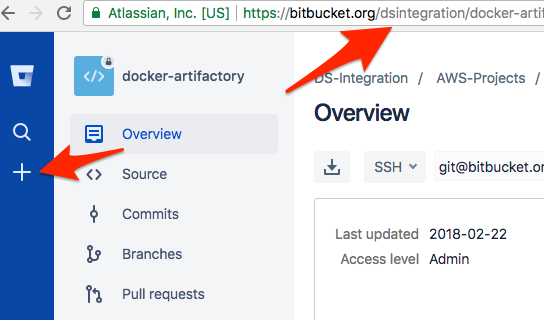 Atlassian, Inc. [US] https://bitbucket.org/dsintegration/docker-artif
docker-artifactory
DS-Integration / AWS-Projects /
Overview
SSH git@bitbucket.or
Last updated 2018-02-22
Access level Admin
Overview
Source
Commits
Branches
Pull requests